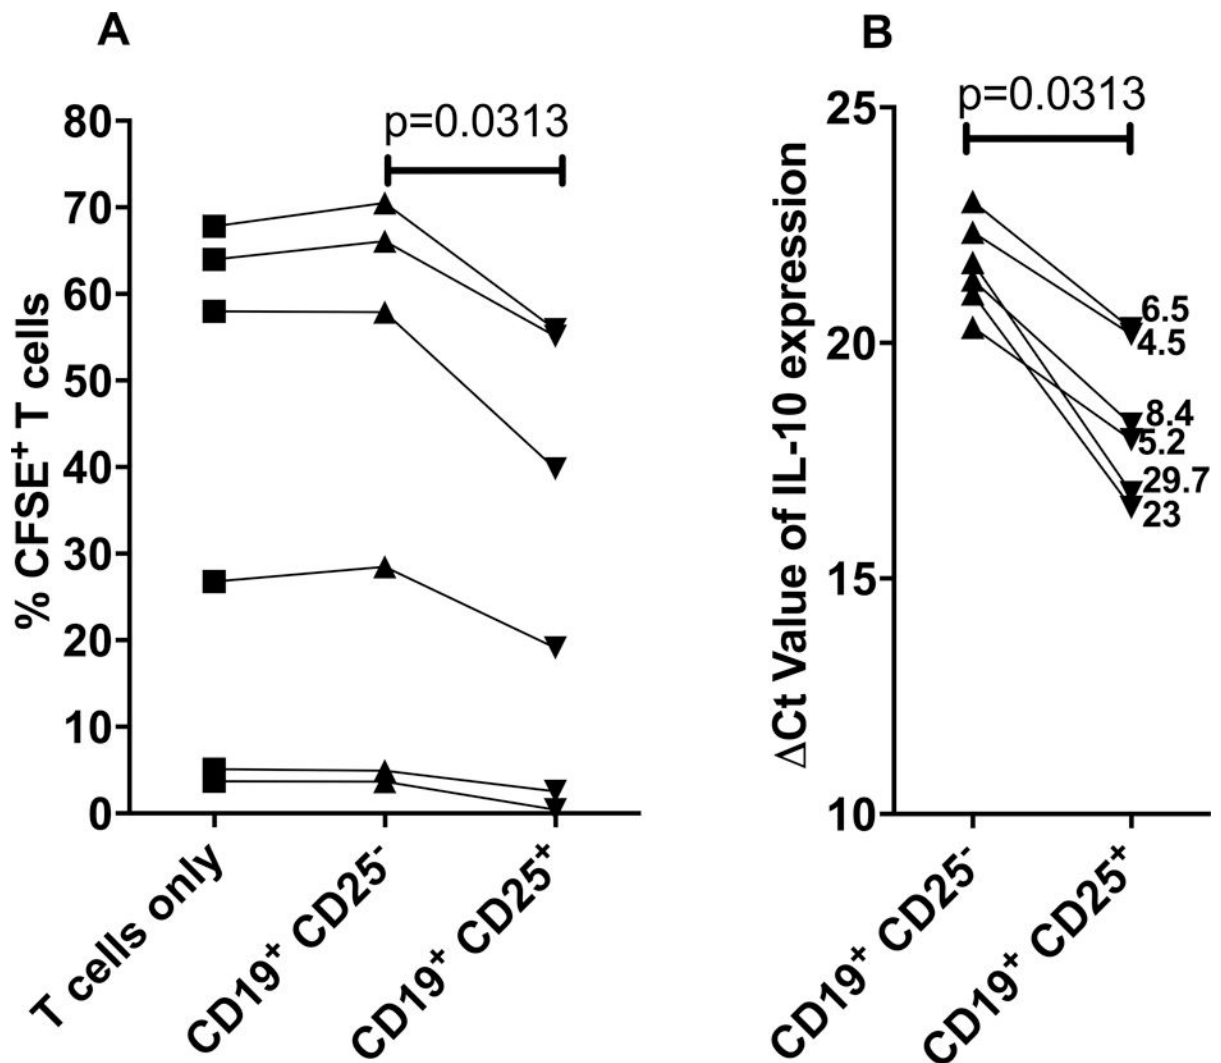 A
p=0.0313
% CFSE⁺ T cells
80
70
60
50
40
30
20
10
0
T cells only
CD19⁺ CD25⁻
CD19⁺ CD25⁺
B
p=0.0313
ΔCt Value of IL-10 expression
25
20
15
10
6.5
4.5
8.4
5.2
29.7
23
CD19⁺ CD25⁻
CD19⁺ CD25⁺